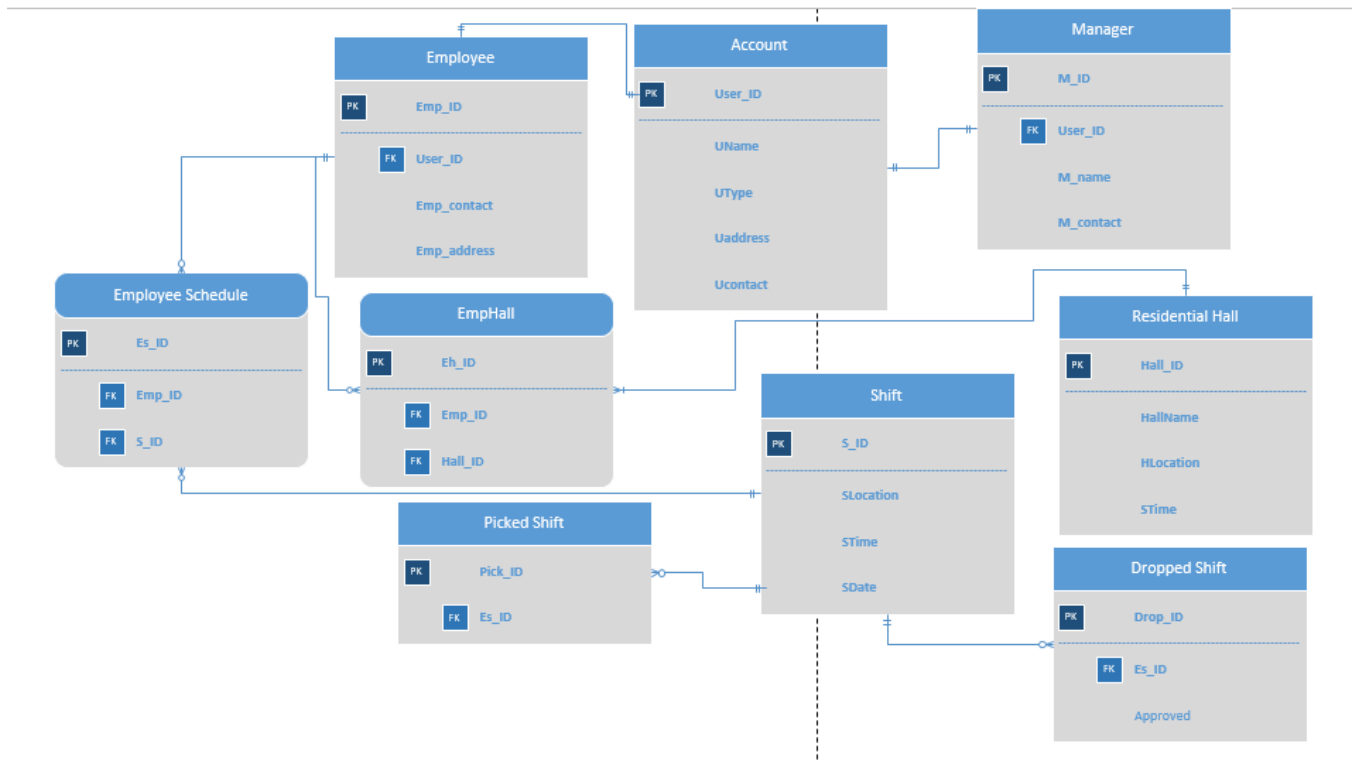 Employee
PK Emp_ID
FK User_ID
Emp_contact
Emp_address
Account
PK User_ID
UName
UType
Uaddress
Ucontact
Manager
PK M_ID
FK User_ID
M_name
M_contact
Employee Schedule
PK Es_ID
FK Emp_ID
FK S_ID
EmpHall
PK Eh_ID
FK Emp_ID
FK Hall_ID
Residential Hall
PK Hall_ID
HallName
HLocation
STime
Shift
PK S_ID
SLocation
STime
SDate
Picked Shift
PK Pick_ID
FK Es_ID
Dropped Shift
PK Drop_ID
FK Es_ID
Approved